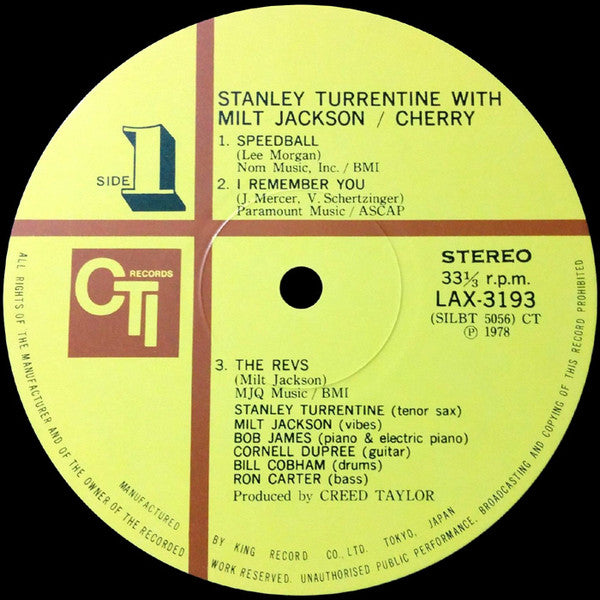 STANLEY TURRENTINE WITH
MILT JACKSON / CHERRY
1. SPEEDBALL
(Lee Morgan)
Nom Music, Inc. / BMI
2. I REMEMBER YOU
(J. Mercer, V. Schertzinger)
Paramount Music / ASCAP
SIDE 1
CTI RECORDS
STEREO
33⅓ r.p.m.
LAX-3193
(SILBT 5056) CT
Ⓟ 1978
3. THE REVS
(Milt Jackson)
MJQ Music / BMI
STANLEY TURRENTINE (tenor sax)
MILT JACKSON (vibes)
BOB JAMES (piano & electric piano)
CORNELL DUPREE (guitar)
BILL COBHAM (drums)
RON CARTER (bass)
Produced by CREED TAYLOR
MANUFACTURED BY KING RECORD CO., LTD. TOKYO, JAPAN
ALL RIGHTS OF THE MANUFACTURER AND OF THE OWNER OF THE RECORDED WORK RESERVED. UNAUTHORISED PUBLIC PERFORMANCE, BROADCASTING AND COPYING OF THIS RECORD PROHIBITED